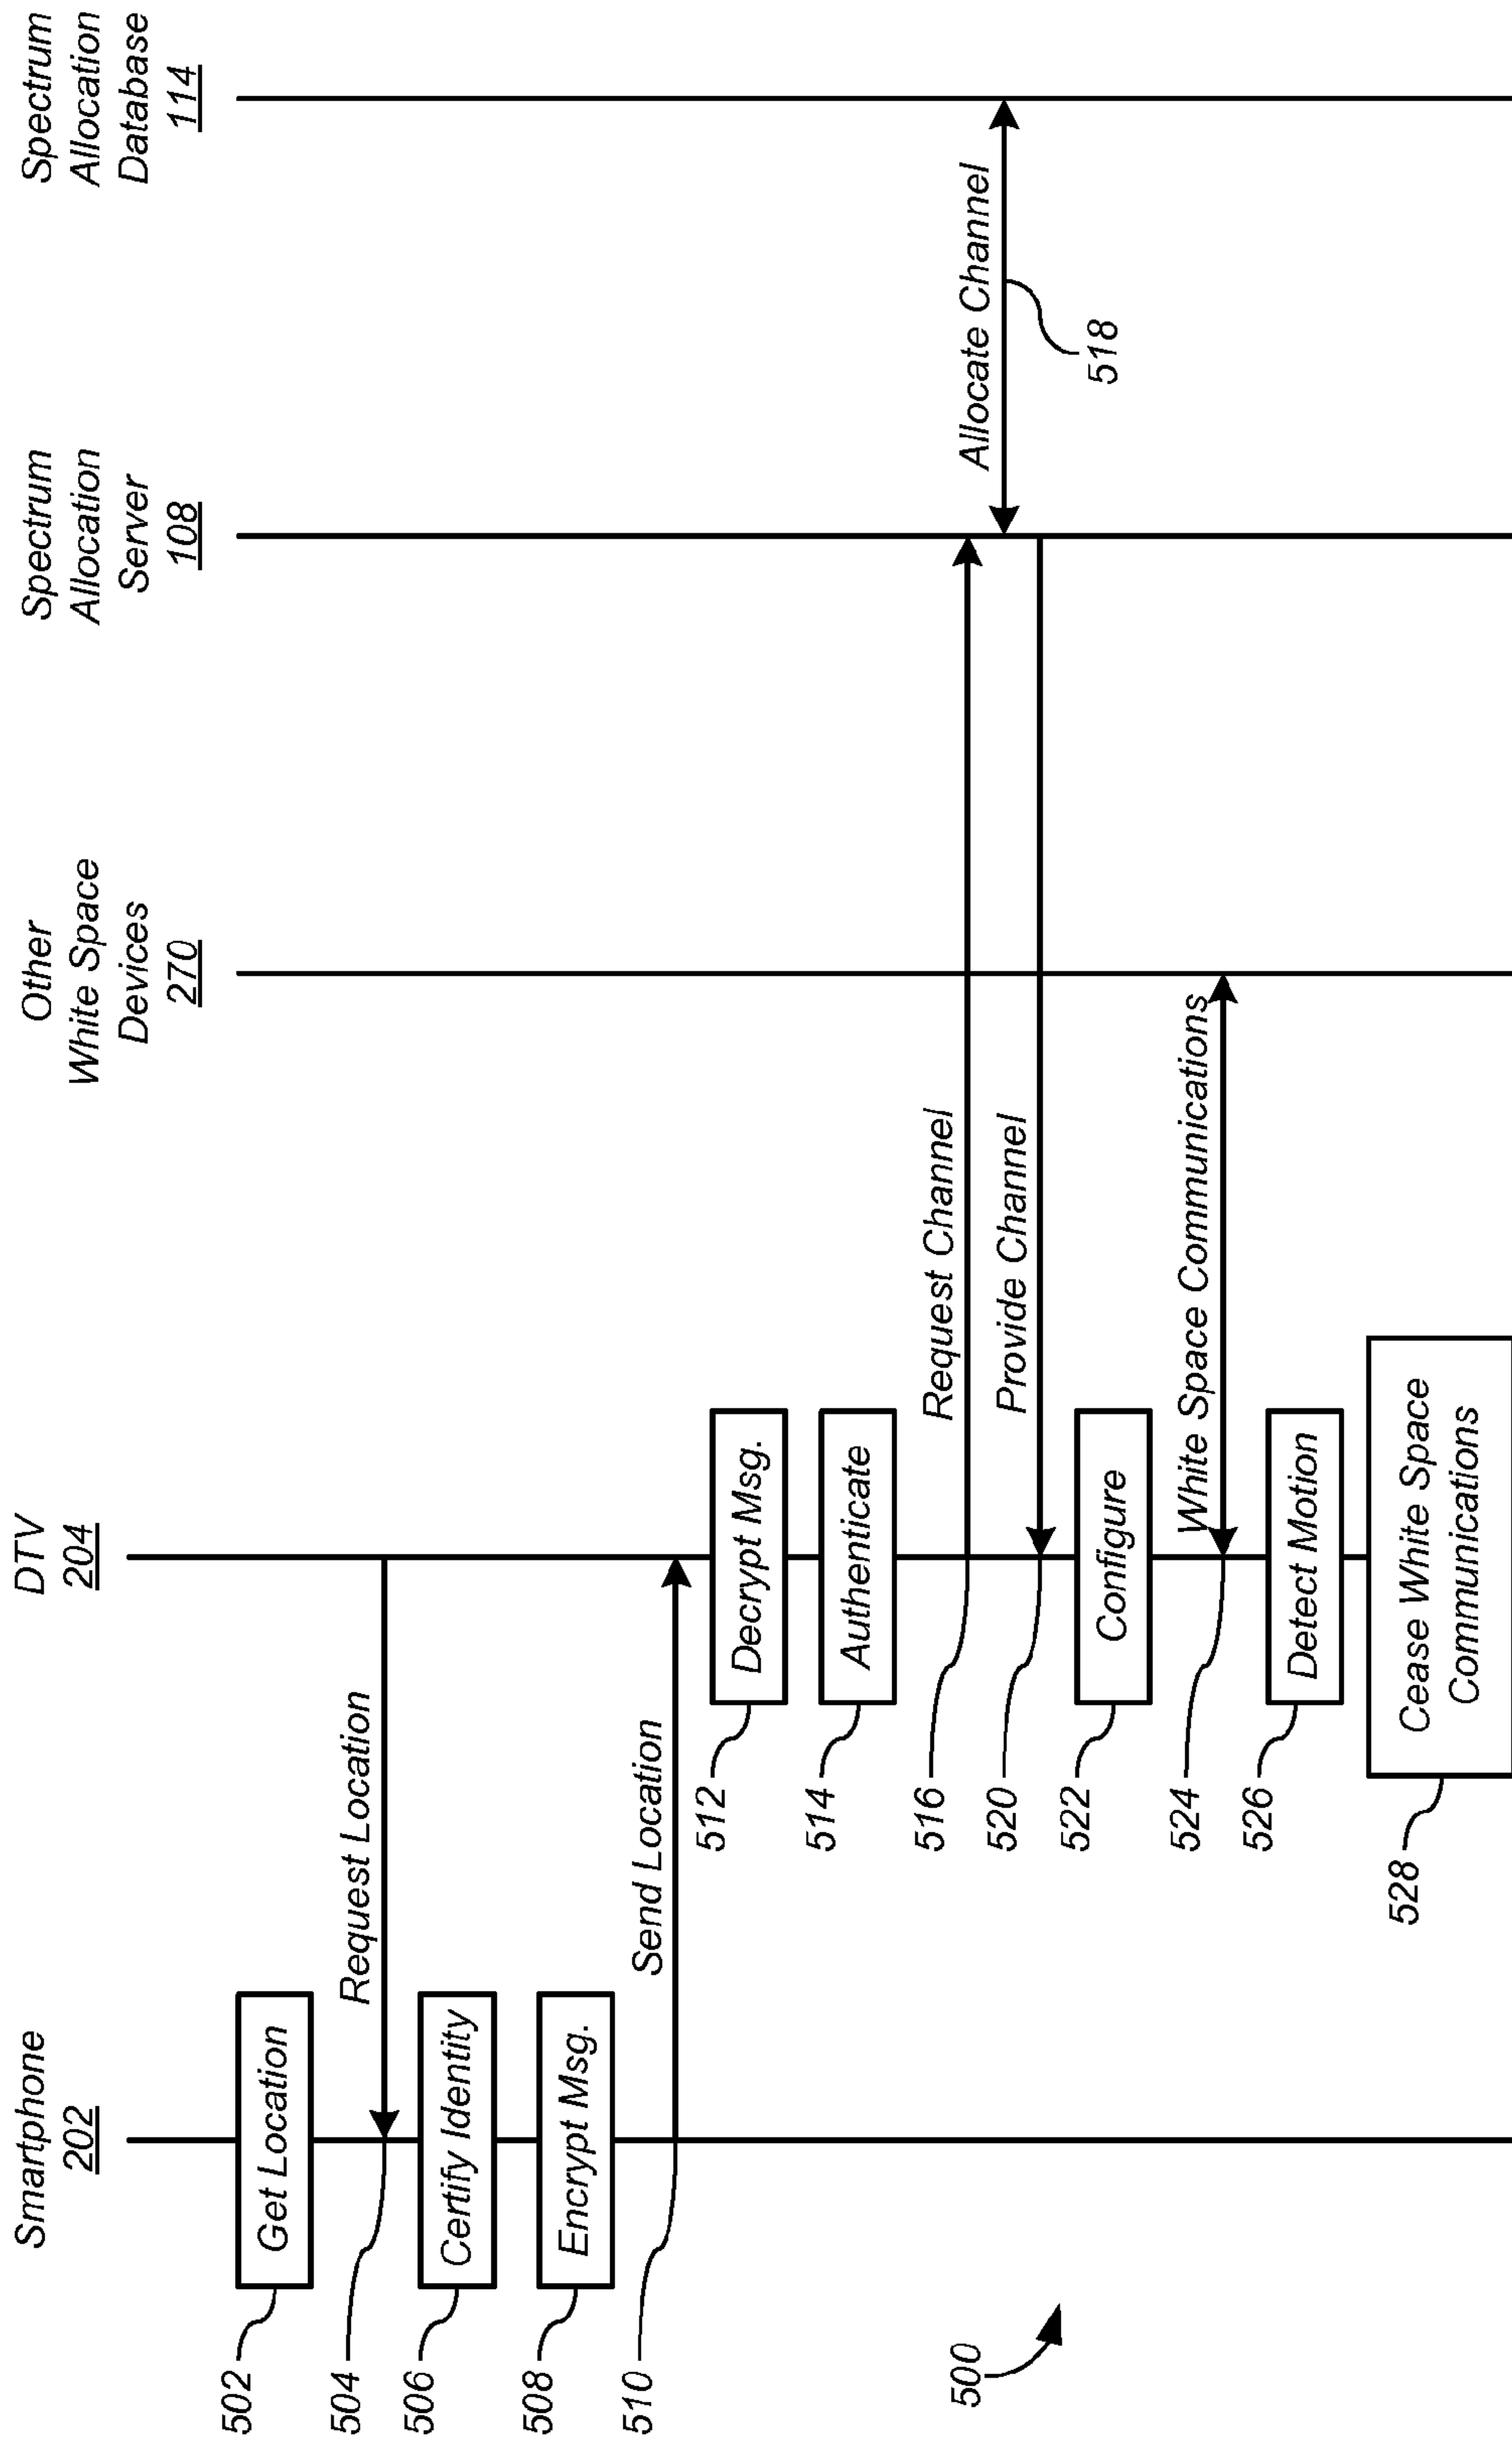 Smartphone
202
DTV
204
Other
White Space
Devices
270
Spectrum
Allocation
Server
108
Spectrum
Allocation
Database
114
502
Get Location
504
Request Location
506
Certify Identity
508
Encrypt Msg.
510
Send Location
512
Decrypt Msg.
514
Authenticate
516
Request Channel
Allocate Channel
518
520
Provide Channel
522
Configure
524
White Space Communications
526
Detect Motion
528
Cease White Space
Communications
500